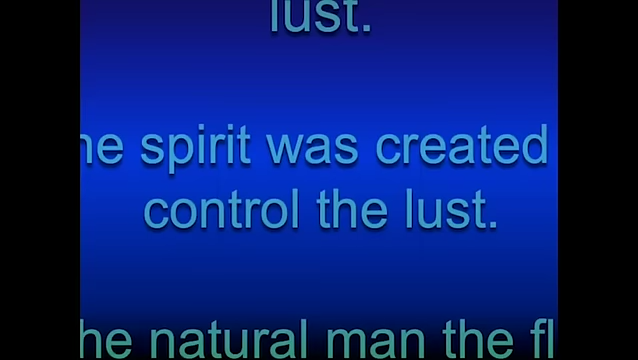 lust.
he spirit was created
control the lust.
he natural man the fl